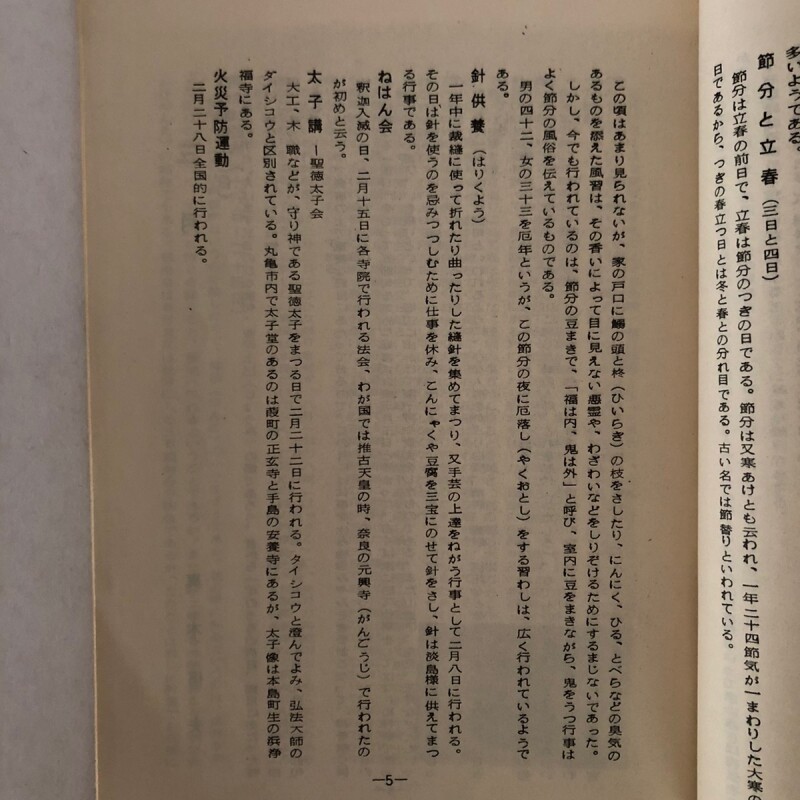 多いようである。
節分と立春（三日と四日）
節分は立春の前日で、立春は節分のつぎの日である。節分は又寒あけとも云われ、一年二十四節気が一まわりした大寒の
日であるから、つぎの春立つ日とは冬と春との分れ目である。古い名では節替りといわれている。
この頃はあまり見られないが、家の戸口に鰯の頭と柊（ひいらぎ）の枝をさしたり、にんにく、ひる、とべらなどの臭気の
あるものを添えた風習は、その香いによって目に見えない悪霊や、わざわいなどをしりぞけるためにするまじないであった。
しかし、今でも行われているのは、節分の豆まきで、「福は内、鬼は外」と呼び、室内に豆をまきながら、鬼をうつ行事は
よく節分の風俗を伝えているものである。
男の四十二、女の三十三を厄年というが、この節分の夜に厄落し（やくおとし）をする習わしは、広く行われているようで
ある。
針供養（はりくよう）
一年中に裁縫に使って折れたり曲ったりした縫針を集めてまつり、又手芸の上達をねがう行事として二月八日に行われる。
その日は針を使うのを忌みつつしむために仕事を休み、こんにゃくや豆腐を三宝にのせて針をさし、針は淡島様に供えてまつ
る行事である。
ねはん会
釈迦入滅の日、二月十五日に各寺院で行われる法会、わが国では推古天皇の時、奈良の元興寺（がんごうじ）で行われたの
が初めと云う。
太子講 ー聖徳太子会
大工、木 職などが、守り神である聖徳太子をまつる日で二月二十二日に行われる。タイシコウと澄んでよみ、弘法大師の
ダイシコウと区別されている。丸亀市内で太子堂のあるのは葭町の正玄寺と手島の安養寺にあるが、太子像は本島町生の浜浄
福寺にある。
火災予防運動
二月二十八日全国的に行われる。
―5―